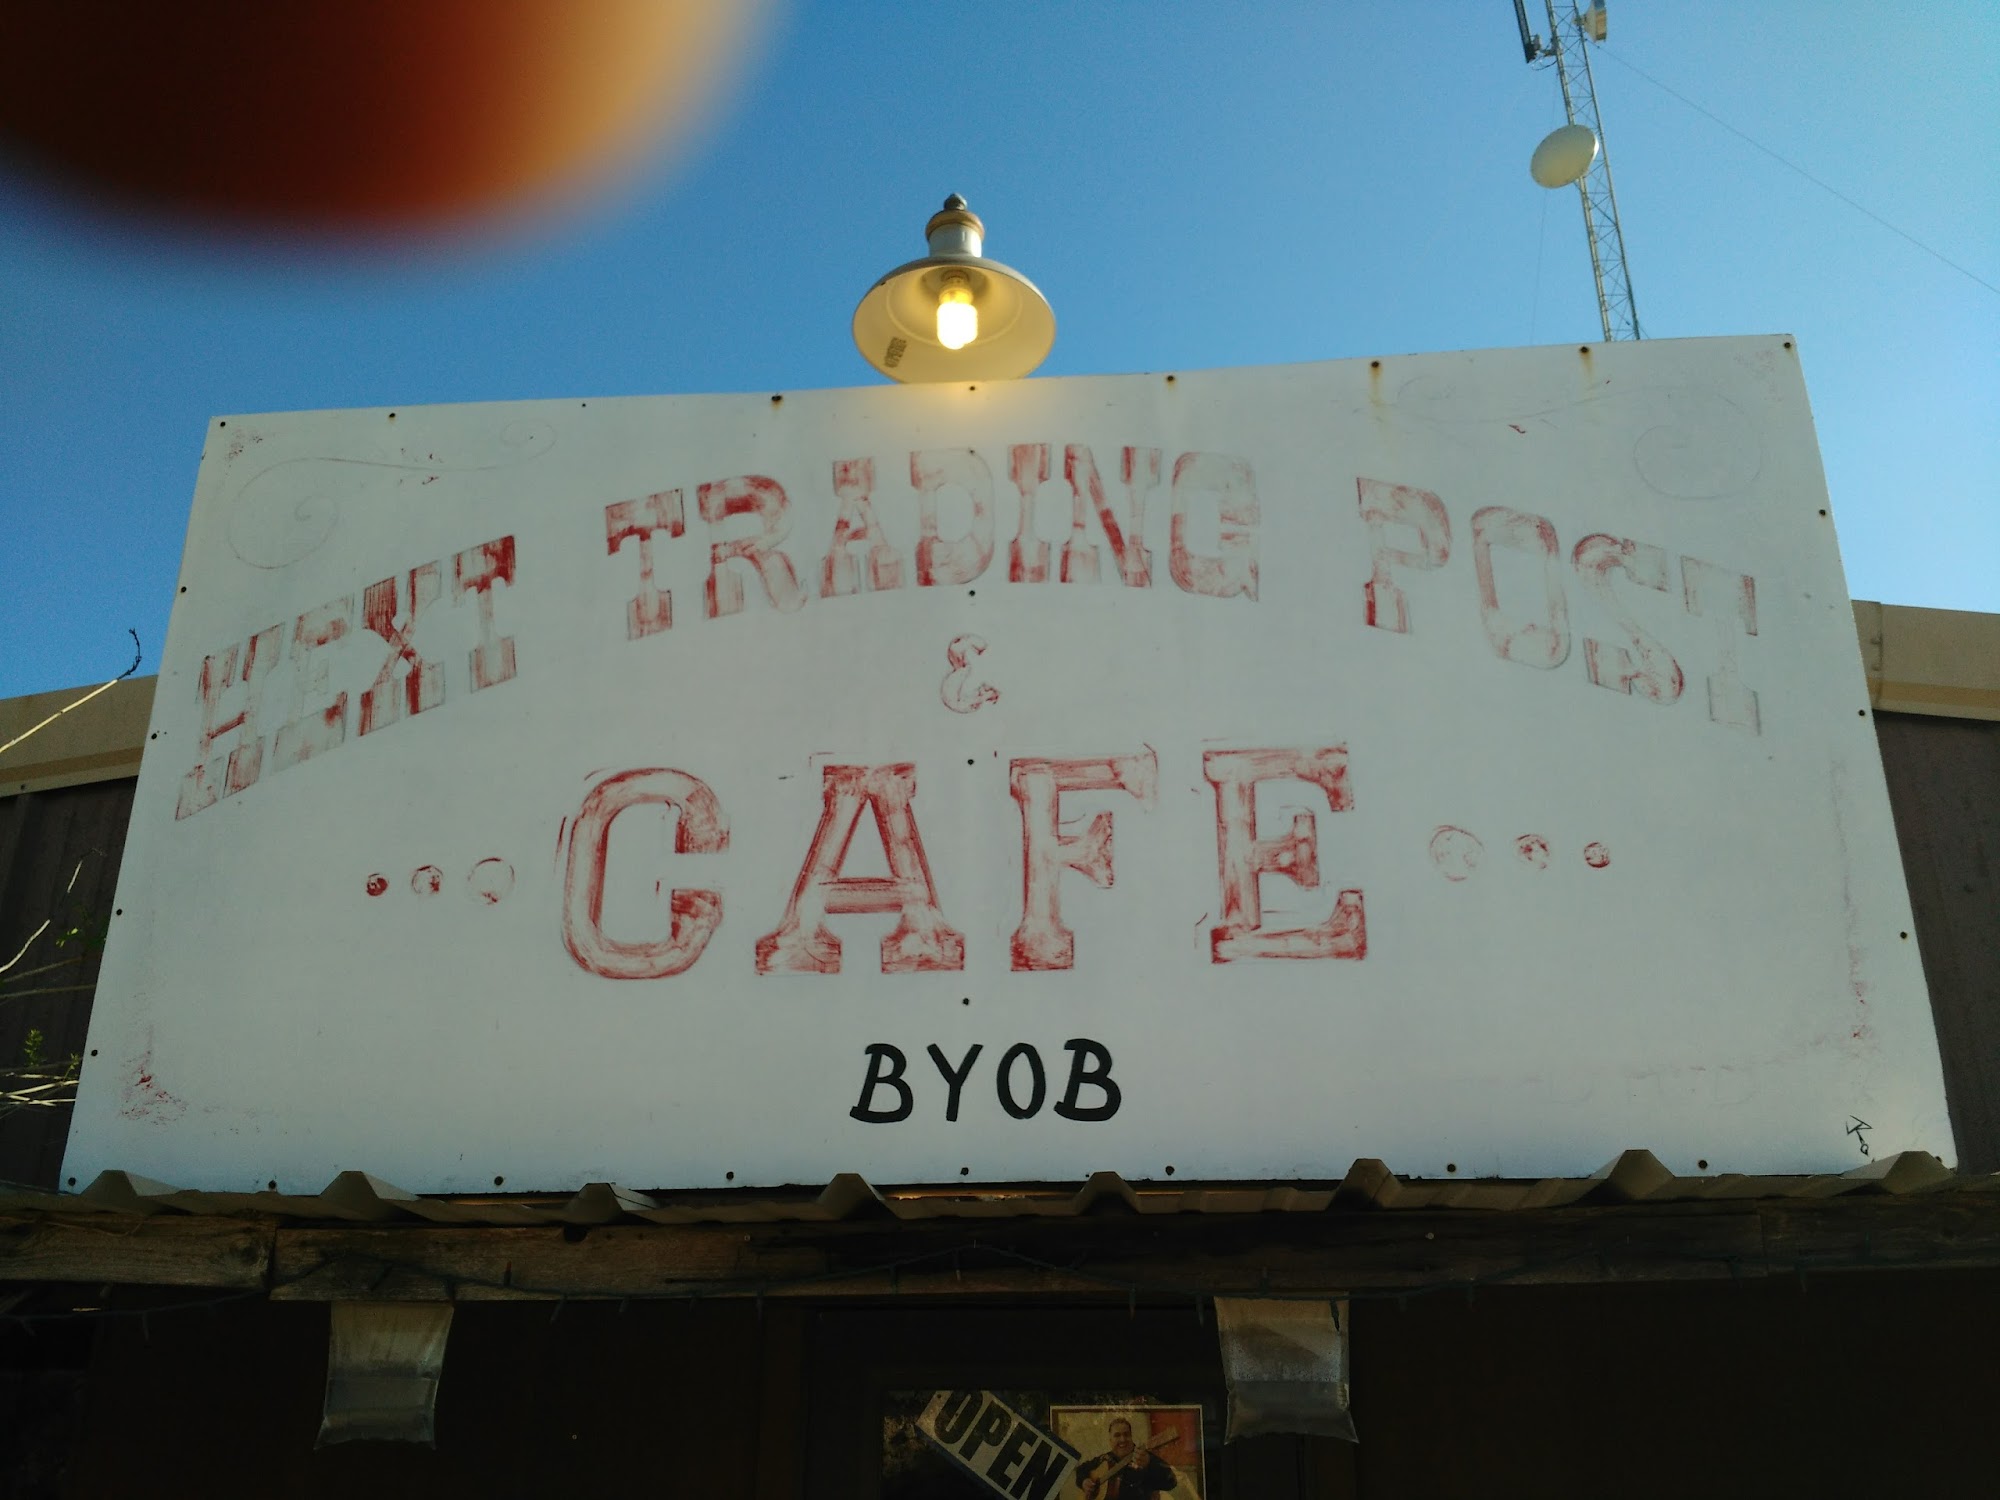 HEXT TRADING POST
&
CAFE
BYOB
OPEN